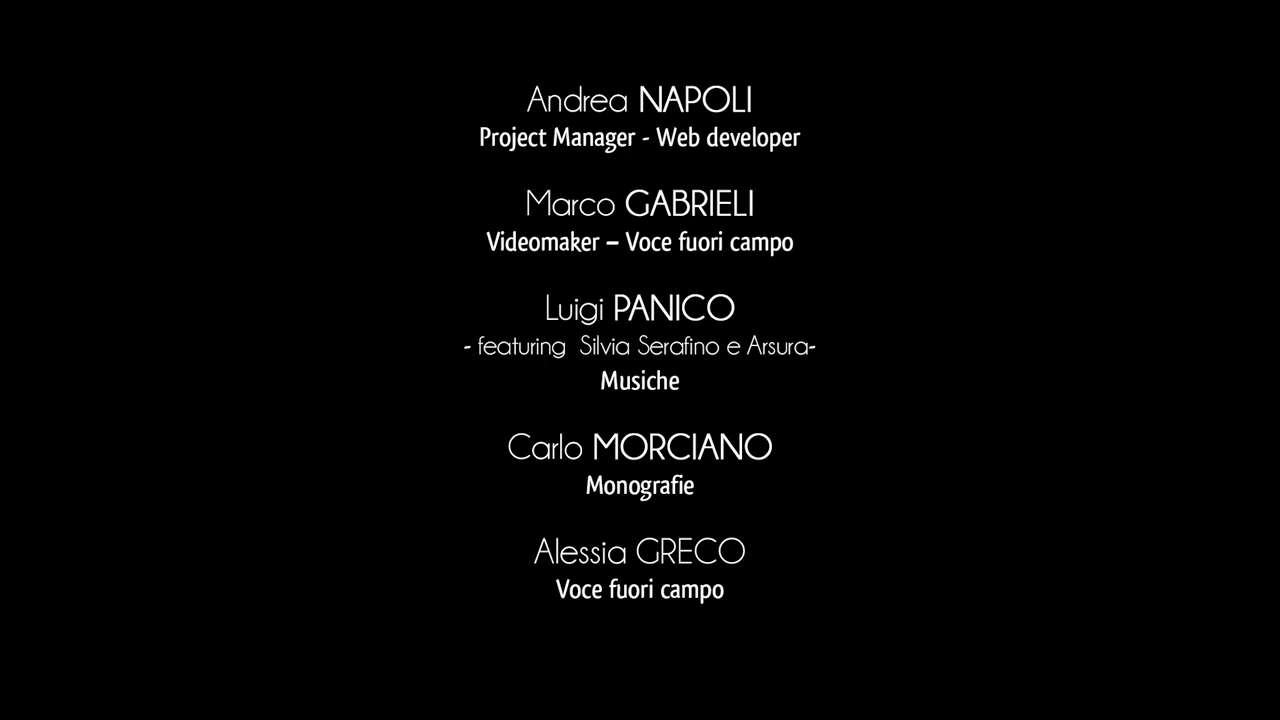 Andrea NAPOLI
Project Manager - Web developer
Marco GABRIELI
Videomaker – Voce fuori campo
Luigi PANICO
- featuring  Silvia Serafino e Arsura-
Musiche
Carlo MORCIANO
Monografie
Alessia GRECO
Voce fuori campo